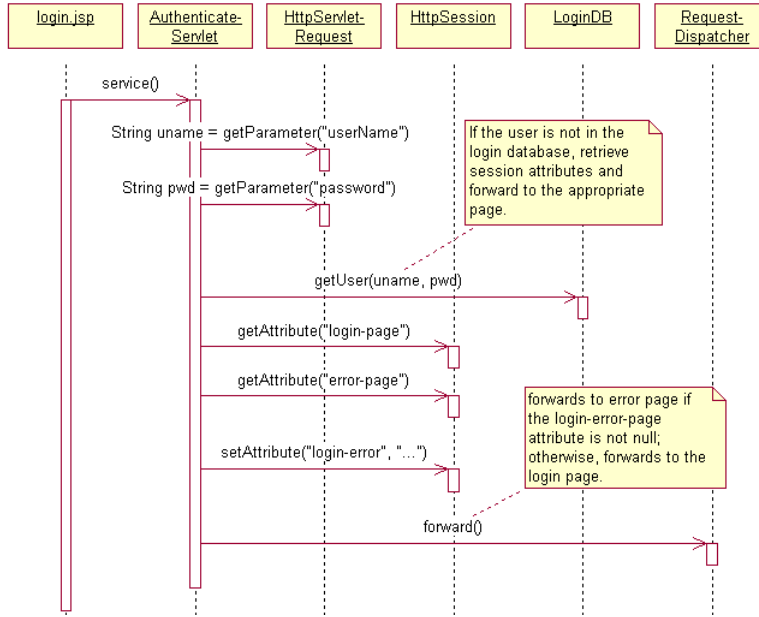 login.jsp
Authenticate-
Servlet
HttpServlet-
Request
HttpSession
LoginDB
Request-
Dispatcher
service()
String uname = getParameter("userName")
If the user is not in the
login database, retrieve
session attributes and
forward to the appropriate
page.
String pwd = getParameter("password")
getUser(uname, pwd)
getAttribute("login-page")
getAttribute("error-page")
forwards to error page if
the login-error-page
attribute is not null;
otherwise, forwards to the
login page.
setAttribute("login-error", "...")
forward()